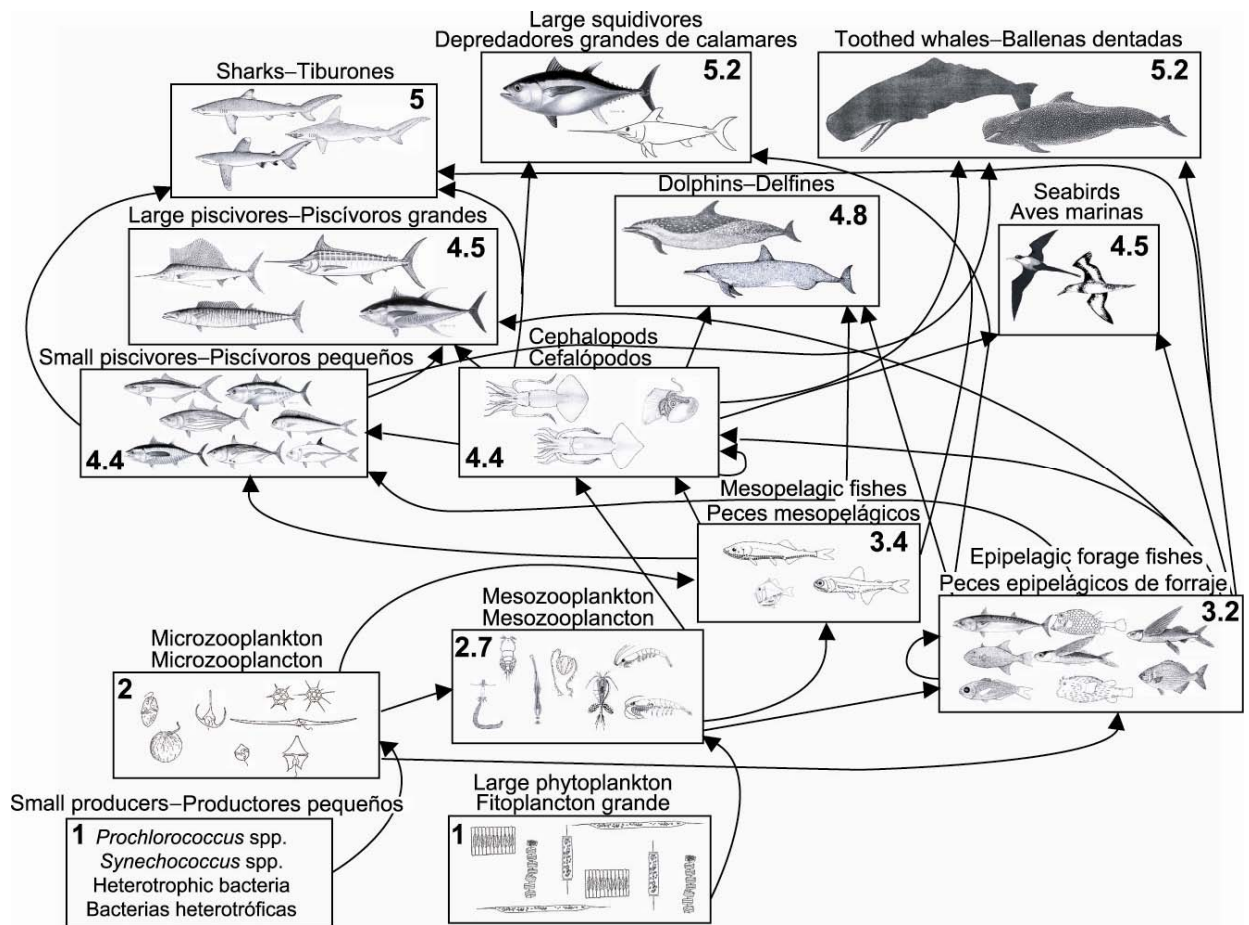 Large squidivores
Depredadores grandes de calamares
5.2
Toothed whales–Ballenas dentadas
5.2
Sharks–Tiburones
5
Dolphins–Delfines
4.8
Seabirds
Aves marinas
4.5
Large piscivores–Piscívoros grandes
4.5
Small piscivores–Piscívoros pequeños
4.4
Cephalopods
Cefalópodos
4.4
Mesopelagic fishes
Peces mesopelágicos
3.4
Epipelagic forage fishes
Peces epipelágicos de forraje
3.2
Mesozooplankton
Mesozooplancton
2.7
Microzooplankton
Microzooplancton
2
Large phytoplankton
Fitoplancton grande
1
Small producers–Productores pequeños
1 Prochlorococcus spp.
Synechococcus spp.
Heterotrophic bacteria
Bacterias heterotróficas